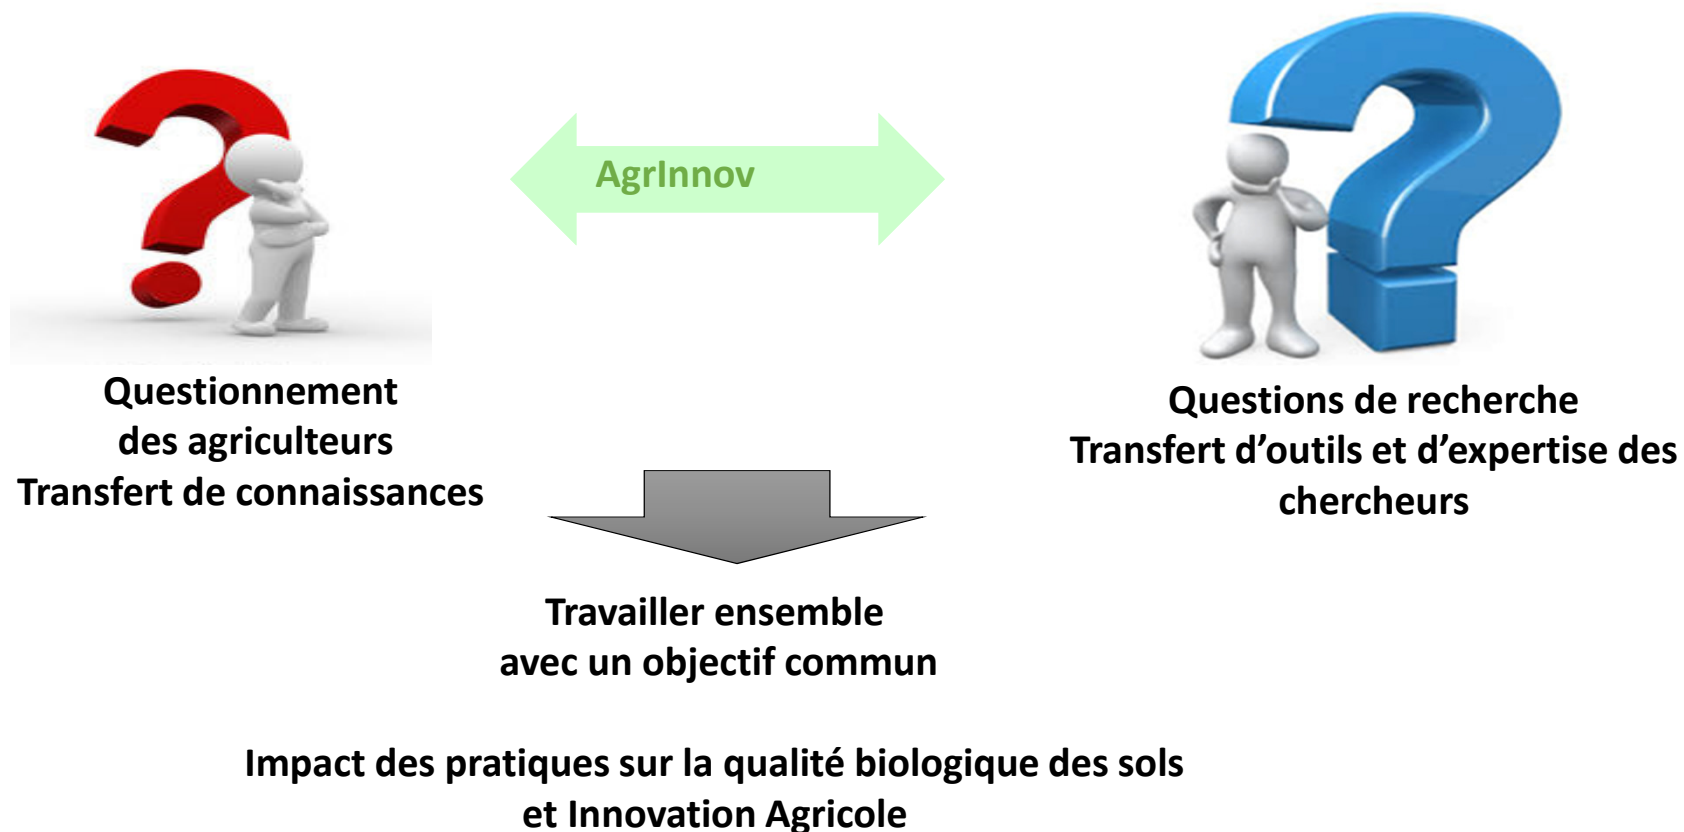 AgrInnov
Questionnement
des agriculteurs
Transfert de connaissances
Questions de recherche
Transfert d’outils et d’expertise des
chercheurs
Travailler ensemble
avec un objectif commun
Impact des pratiques sur la qualité biologique des sols
et Innovation Agricole